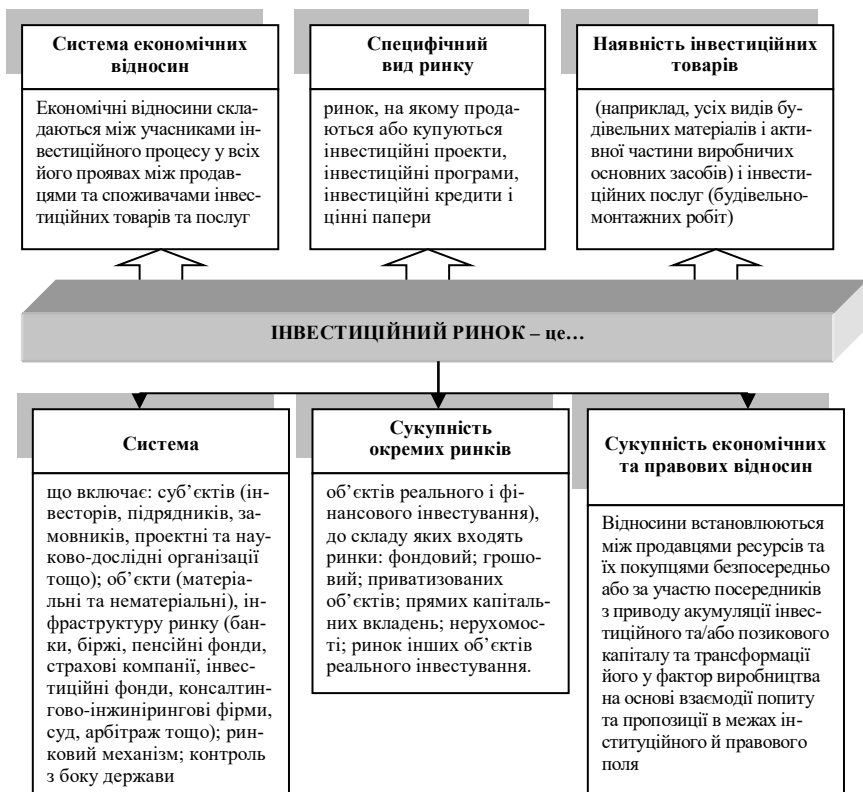 Система економічних
відносин
Економічні відносини скла-
даються між учасниками ін-
вестиційного процесу у всіх
його проявах між продав-
цями та споживачами інвес-
тиційних товарів та послуг
Специфічний
вид ринку
ринок, на якому прода-
ються або купуються
інвестиційні проекти,
інвестиційні програми,
інвестиційні кредити і
цінні папери
Наявність інвестиційних
товарів
(наприклад, усіх видів бу-
дівельних матеріалів і акти-
вної частини виробничих
основних засобів) і інвести-
ційних послуг (будівельно-
монтажних робіт)
ІНВЕСТИЦІЙНИЙ РИНОК – це…
Система
що включає: суб’єктів (ін-
весторів, підрядників, за-
мовників, проектні та нау-
ково-дослідні організації
тощо); об’єкти (матеріа-
льні та нематеріальні), ін-
фраструктуру ринку (бан-
ки, біржі, пенсійні фонди,
страхові компанії, інвес-
тиційні фонди, консалтин-
гово-інжинірингові фірми,
суд, арбітраж тощо); рин-
ковий механізм; контроль
з боку держави
Сукупність
окремих ринків
об’єктів реального і фі-
нансового інвестування),
до складу яких входять
ринки: фондовий; грошо-
вий; приватизованих
об’єктів; прямих капіталь-
них вкладень; нерухомос-
ті; ринок інших об’єктів
реального інвестування.
Сукупність економічних
та правових відносин
Відносини встановлюються
між продавцями ресурсів та
їх покупцями безпосередньо
або за участю посередників
з приводу акумуляції інвес-
тиційного та/або позикового
капіталу та трансформації
його у фактор виробництва
на основі взаємодії попиту
та пропозиції в межах ін-
ституційного й правового
поля